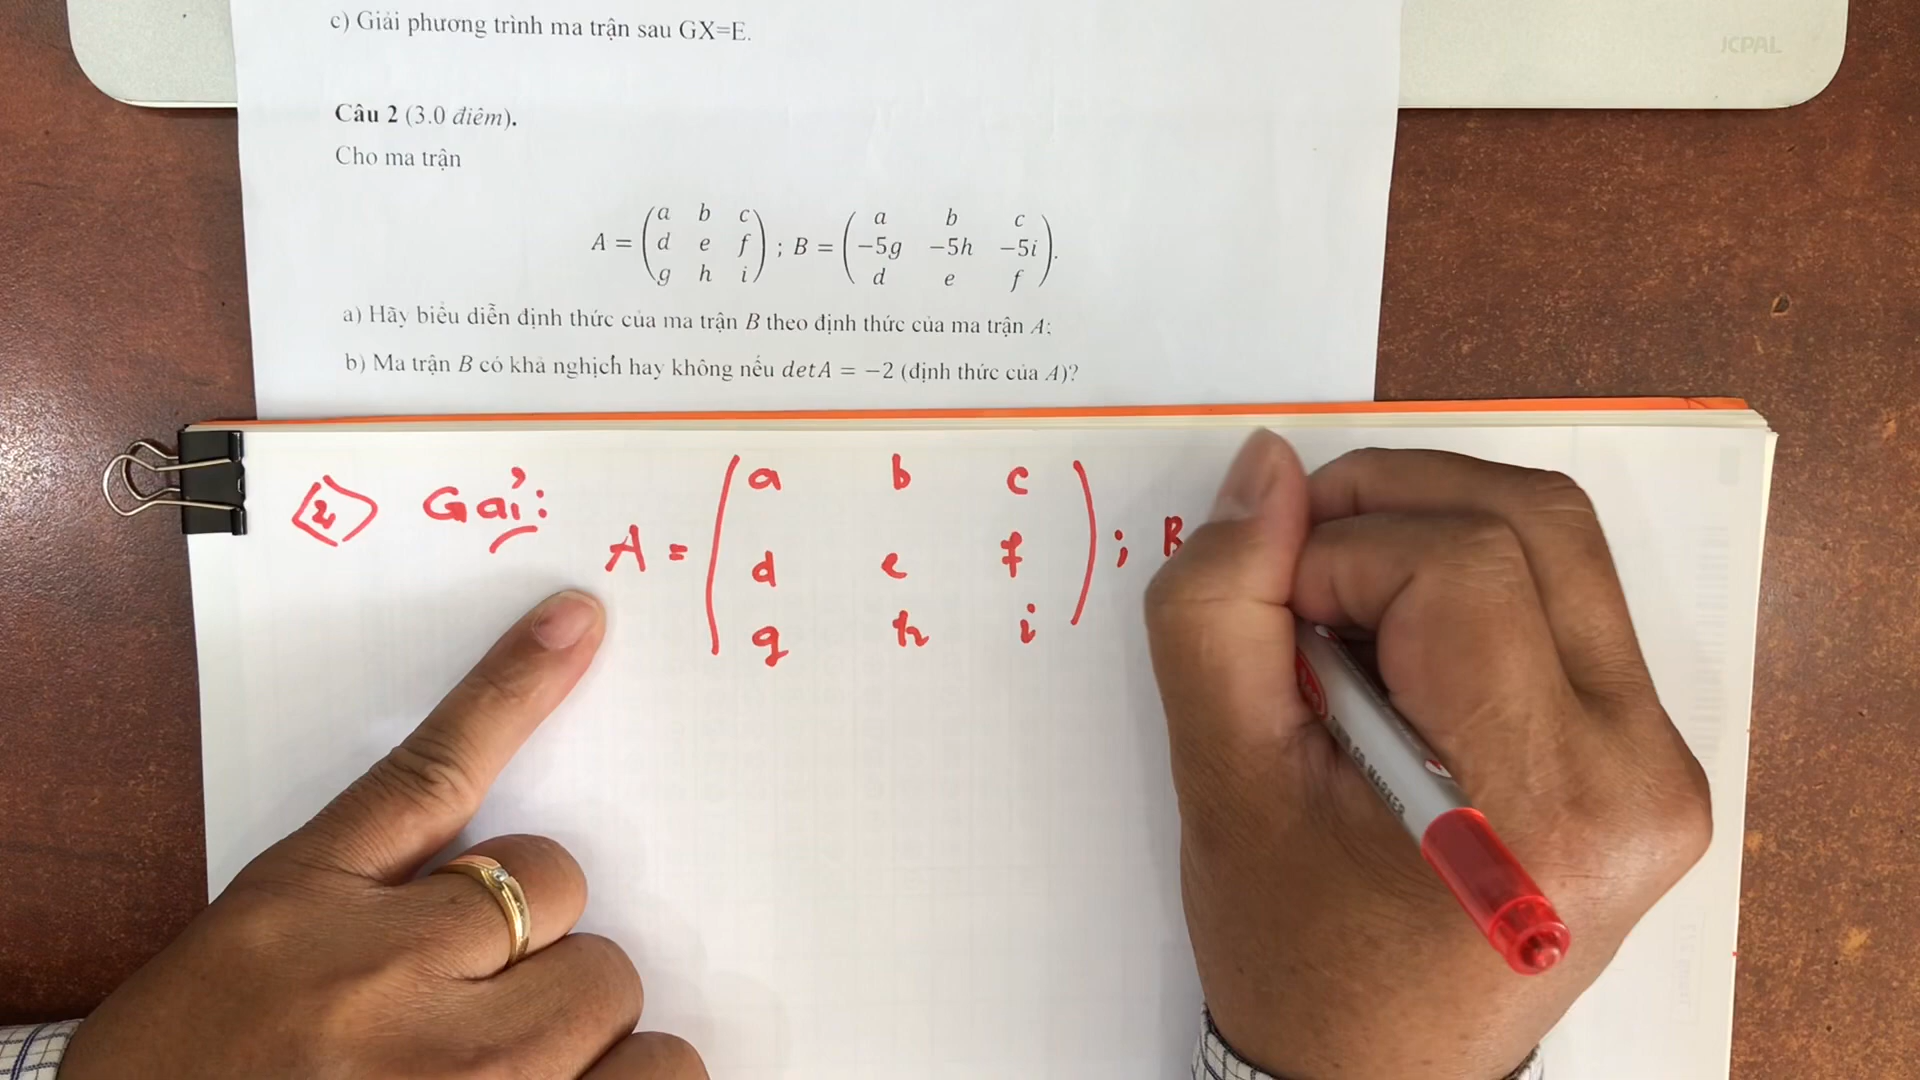 JCPAL
c) Giải phương trình ma trận sau GX=E.
Câu 2 (3.0 điểm).
Cho ma trận
A = (a b c
d e f
g h i) ; B = (a b c
−5g −5h −5i
d e f).
a) Hãy biểu diễn định thức của ma trận B theo định thức của ma trận A;
b) Ma trận B có khả nghịch hay không nếu detA = −2 (định thức của A)?
2 Gải:
A = (a b c
d e f
g h i) ; B